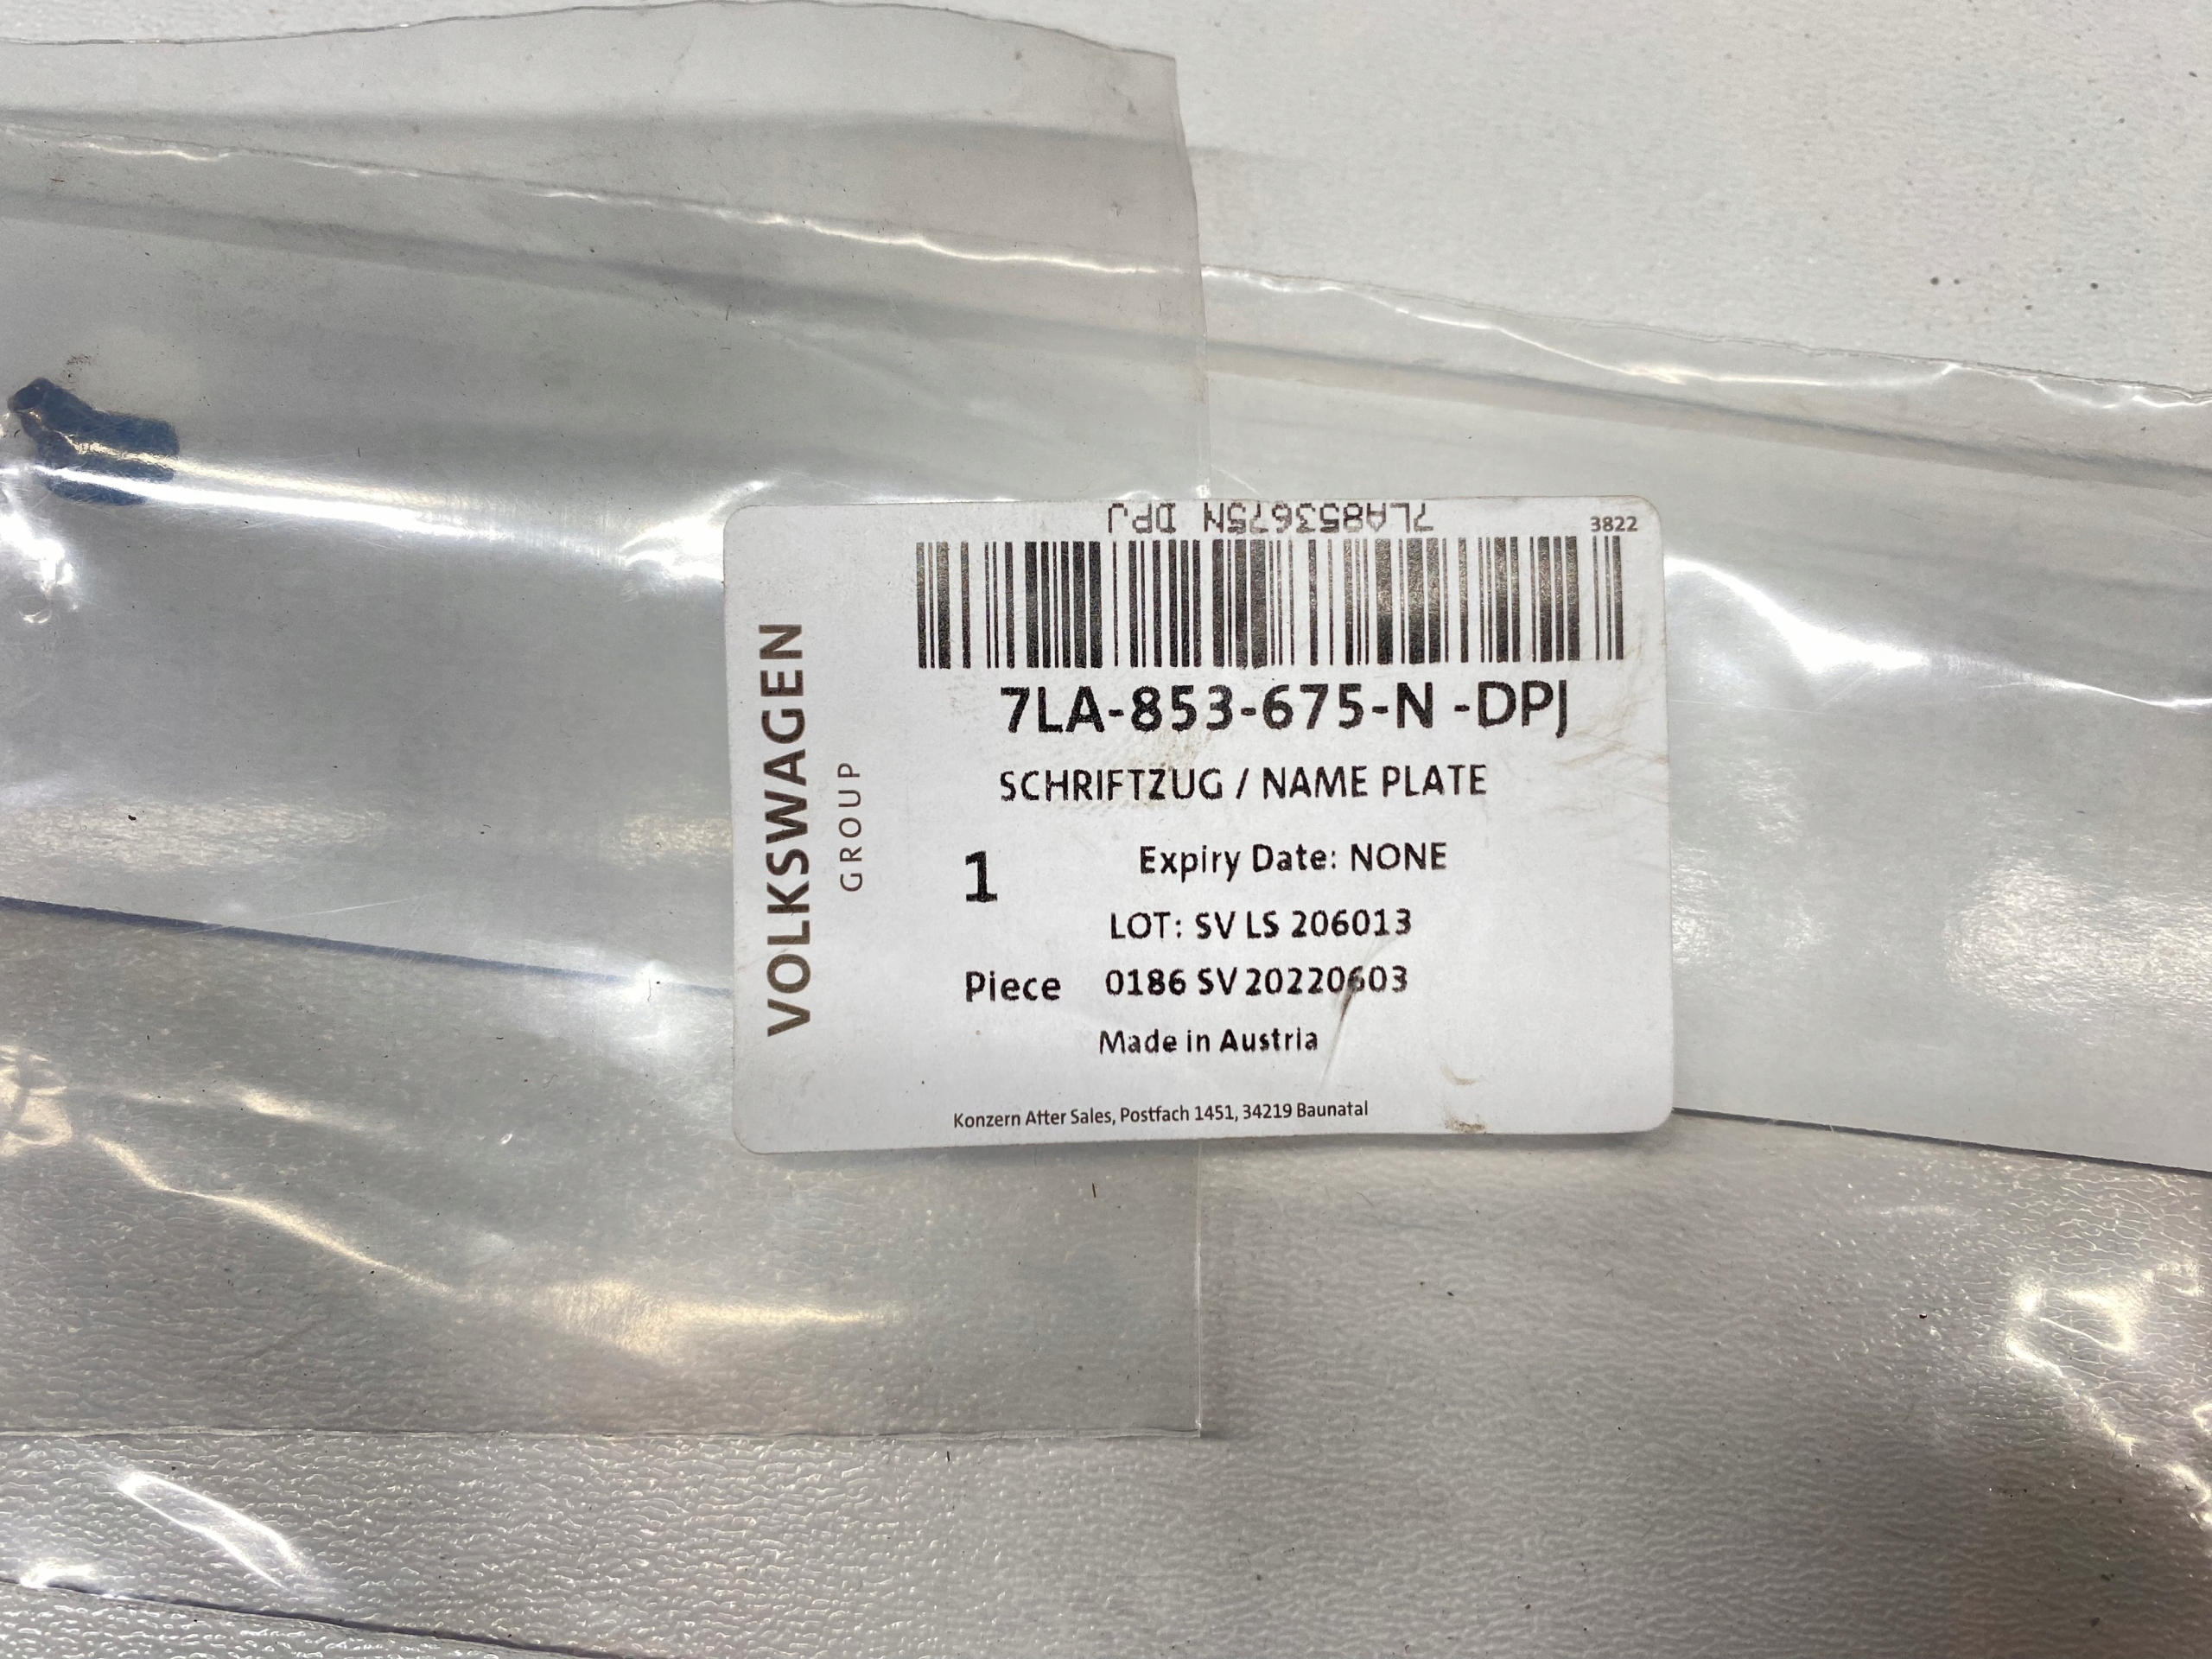 7LA853675N DPJ
3822
VOLKSWAGEN
GROUP
7LA-853-675-N -DPJ
SCHRIFTZUG / NAME PLATE
1
Expiry Date: NONE
LOT: SV LS 206013
Piece 0186 SV 20220603
Made in Austria
Konzern After Sales, Postfach 1451, 34219 Baunatal